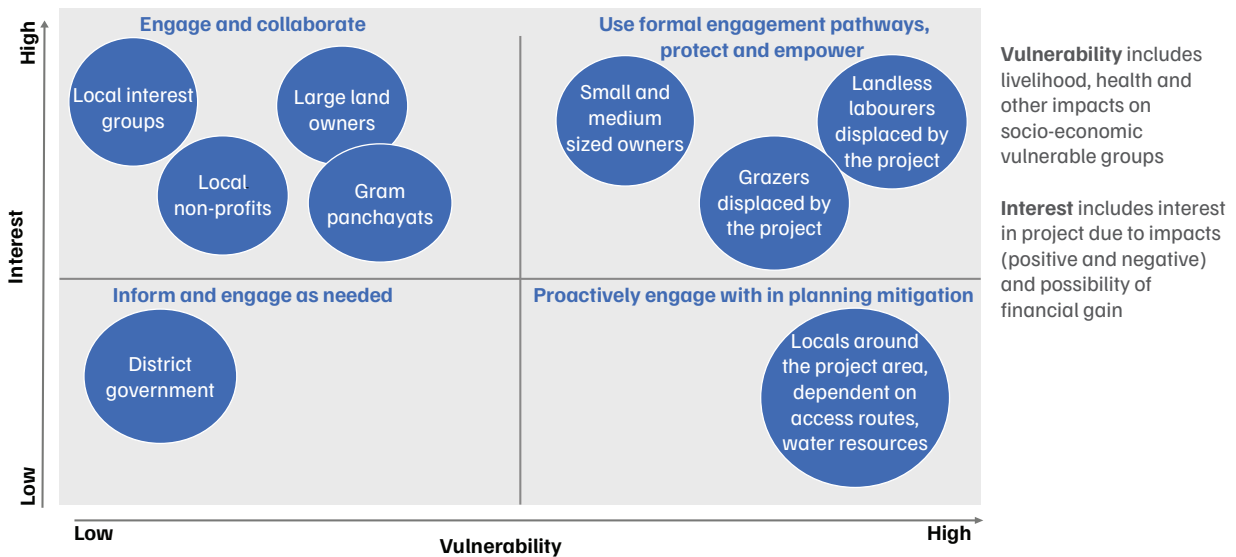 High
Interest
Low
Engage and collaborate
Local interest
groups
Large land
owners
Local
non-profits
Gram
panchayats
Use formal engagement pathways,
protect and empower
Small and
medium
sized owners
Landless
labourers
displaced by
the project
Grazers
displaced by
the project
Inform and engage as needed
District
government
Proactively engage with in planning mitigation
Locals around
the project area,
dependent on
access routes,
water resources
Low
Vulnerability
High
Vulnerability includes
livelihood, health and
other impacts on
socio-economic
vulnerable groups
Interest includes interest
in project due to impacts
(positive and negative)
and possibility of
financial gain